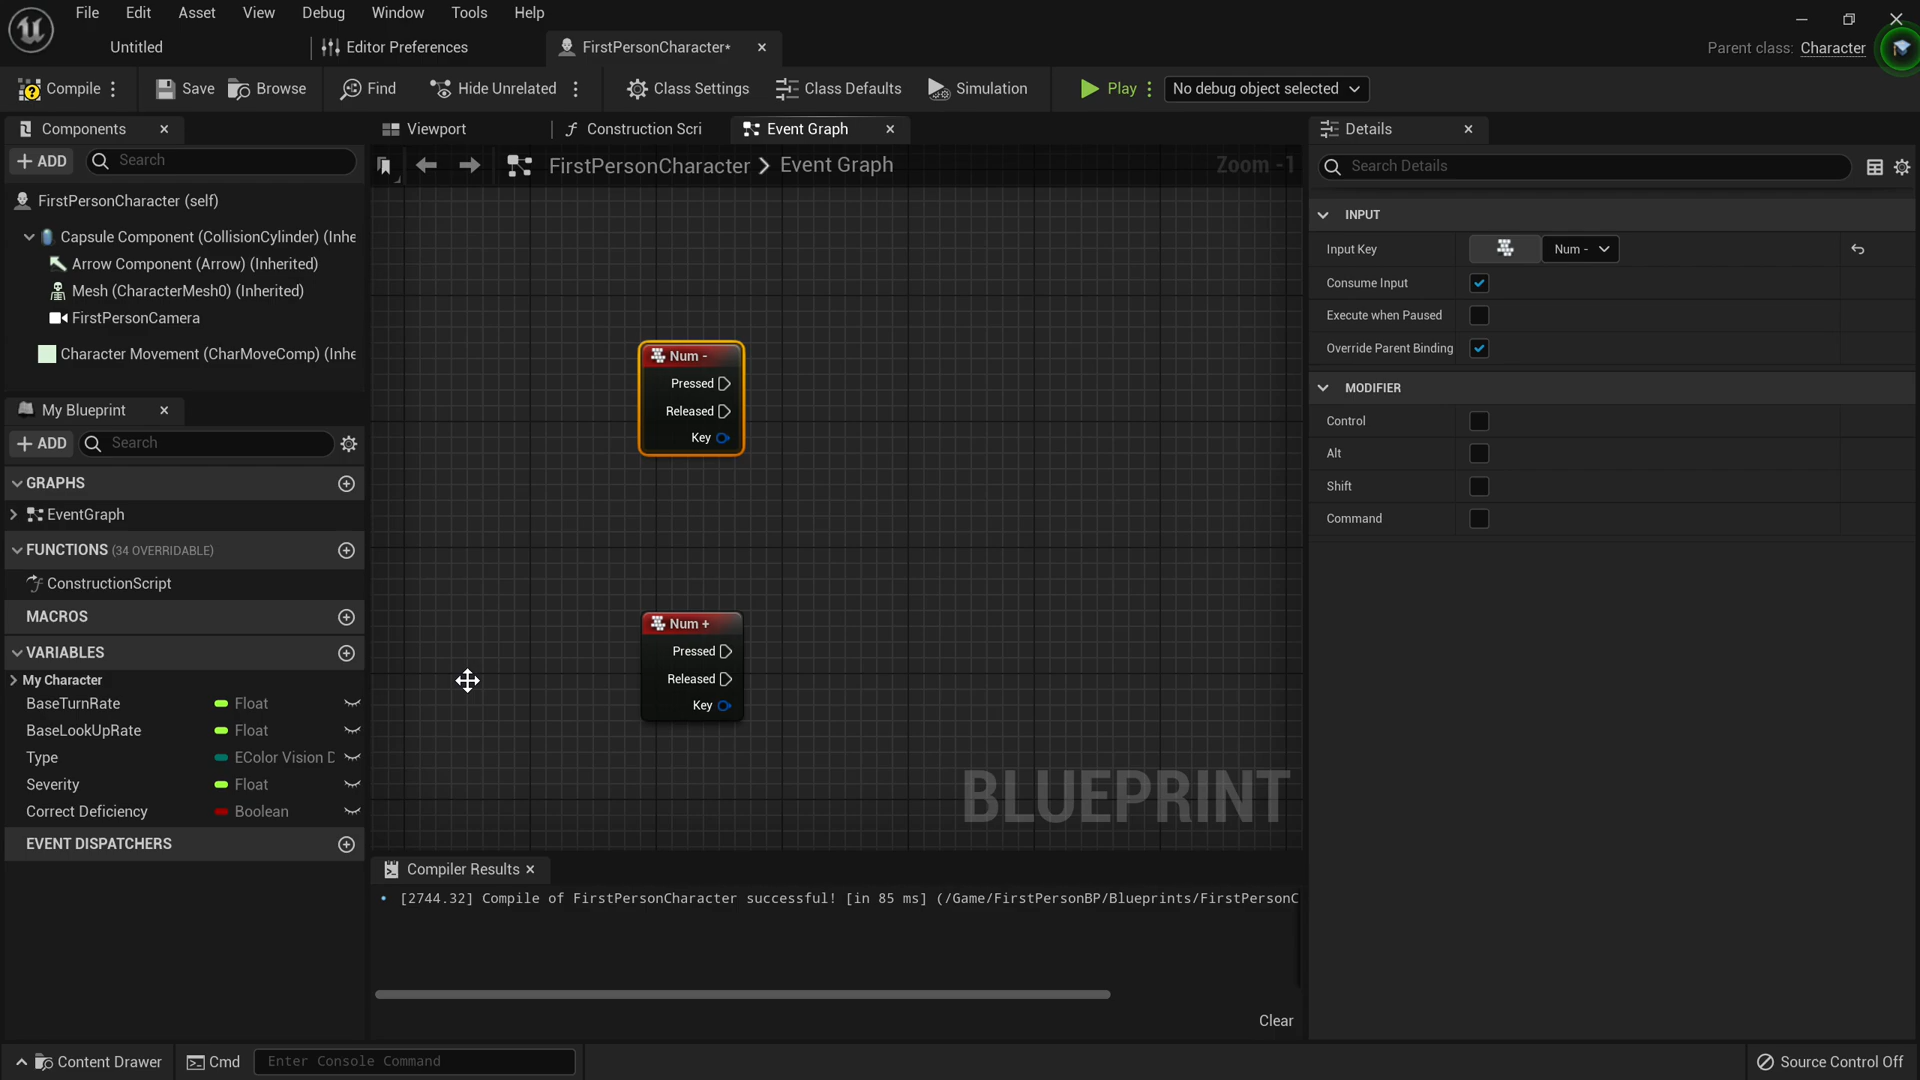 File Edit Asset View Debug Window Tools Help
Untitled Editor Preferences FirstPersonCharacter* Parent class: Character
Compile Save Browse Find Hide Unrelated Class Settings Class Defaults Simulation Play No debug object selected
Components
ADD Search
FirstPersonCharacter (self)
Capsule Component (CollisionCylinder) (Inhe
Arrow Component (Arrow) (Inherited)
Mesh (CharacterMesh0) (Inherited)
FirstPersonCamera
Character Movement (CharMoveComp) (Inhe
My Blueprint
ADD Search
GRAPHS
EventGraph
FUNCTIONS (34 OVERRIDABLE)
ConstructionScript
MACROS
VARIABLES
My Character
BaseTurnRate Float
BaseLookUpRate Float
Type EColor Vision D
Severity Float
Correct Deficiency Boolean
EVENT DISPATCHERS
Viewport Construction Scri Event Graph
FirstPersonCharacter > Event Graph Zoom -1
Num -
Pressed
Released
Key
Num +
Pressed
Released
Key
BLUEPRINT
Compiler Results
• [2744.32] Compile of FirstPersonCharacter successful! [in 85 ms] (/Game/FirstPersonBP/Blueprints/FirstPersonC
Clear
Details
Search Details
INPUT
Input Key Num -
Consume Input
Execute when Paused
Override Parent Binding
MODIFIER
Control
Alt
Shift
Command
Content Drawer Cmd Enter Console Command Source Control Off